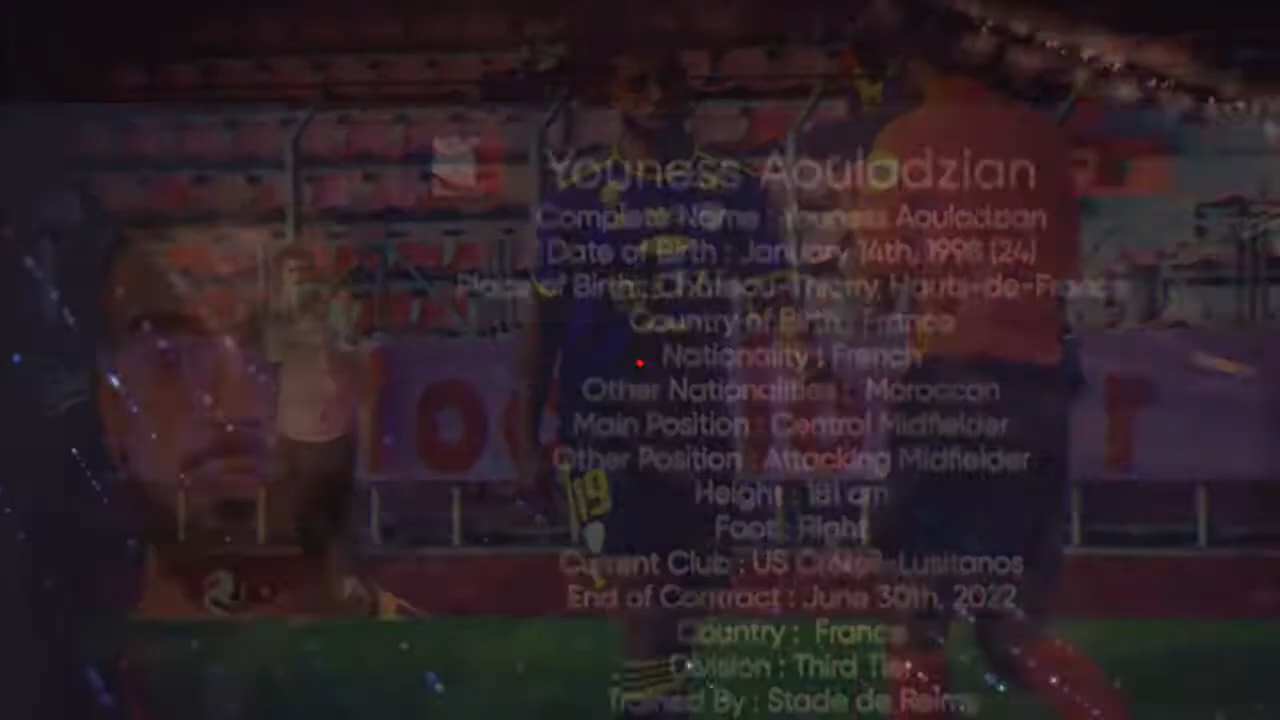 Youness Aouladzian
Complete Name : Youness Aouladzian
Date of Birth : January 14th, 1998 (24)
Place of Birth : Château-Thierry, Hauts-de-France
Country of Birth : France
Nationality : French
Other Nationalities : Moroccan
Main Position : Central Midfielder
Other Position : Attacking Midfielder
Height : 181 cm
Foot : Right
19
Current Club : US Créteil-Lusitanos
End of Contract : June 30th, 2022
Country : France
Division : Third Tier
Trained By : Stade de Reims